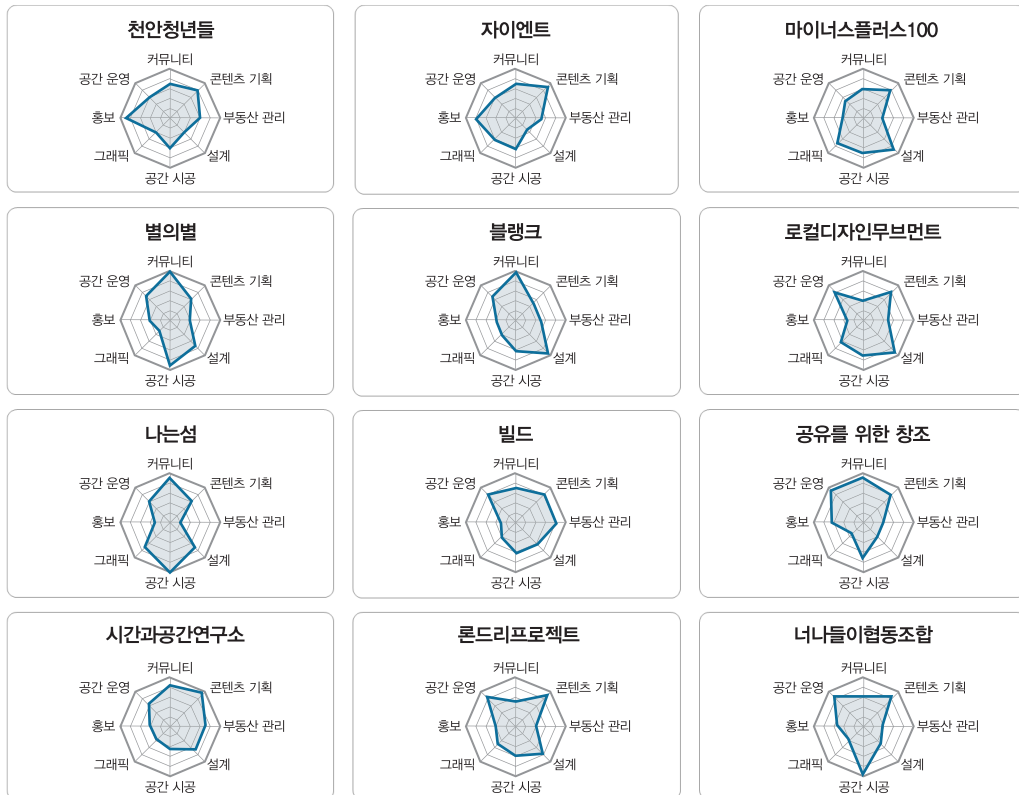 천안청년들
커뮤니티
공간 운영
콘텐츠 기획
홍보
부동산 관리
그래픽
설계
공간 시공
자이엔트
커뮤니티
공간 운영
콘텐츠 기획
홍보
부동산 관리
그래픽
설계
공간 시공
마이너스플러스100
커뮤니티
공간 운영
콘텐츠 기획
홍보
부동산 관리
그래픽
설계
공간 시공
별의별
커뮤니티
공간 운영
콘텐츠 기획
홍보
부동산 관리
그래픽
설계
공간 시공
블랭크
커뮤니티
공간 운영
콘텐츠 기획
홍보
부동산 관리
그래픽
설계
공간 시공
로컬디자인무브먼트
커뮤니티
공간 운영
콘텐츠 기획
홍보
부동산 관리
그래픽
설계
공간 시공
나는섬
커뮤니티
공간 운영
콘텐츠 기획
홍보
부동산 관리
그래픽
설계
공간 시공
빌드
커뮤니티
공간 운영
콘텐츠 기획
홍보
부동산 관리
그래픽
설계
공간 시공
공유를 위한 창조
커뮤니티
공간 운영
콘텐츠 기획
홍보
부동산 관리
그래픽
설계
공간 시공
시간과공간연구소
커뮤니티
공간 운영
콘텐츠 기획
홍보
부동산 관리
그래픽
설계
공간 시공
론드리프로젝트
커뮤니티
공간 운영
콘텐츠 기획
홍보
부동산 관리
그래픽
설계
공간 시공
너나들이협동조합
커뮤니티
공간 운영
콘텐츠 기획
홍보
부동산 관리
그래픽
설계
공간 시공